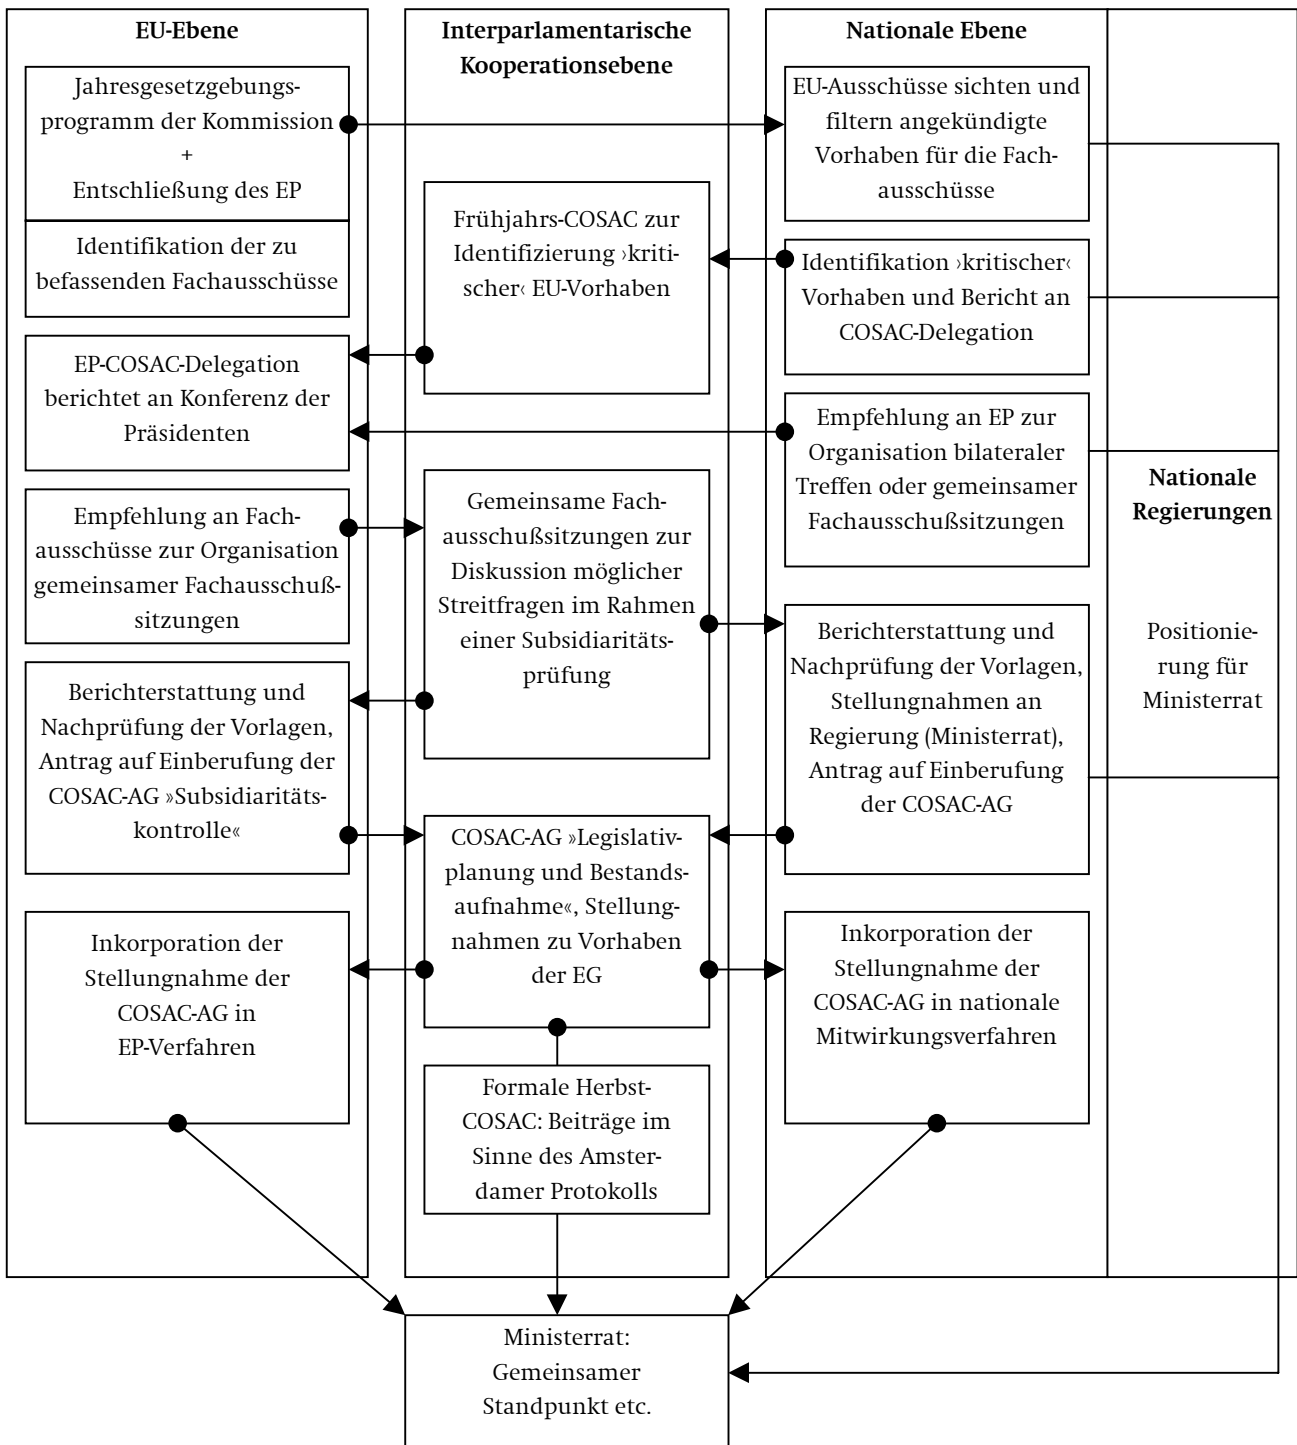 EU-Ebene
Jahresgesetzgebungs-
programm der Kommission
+
Entschließung des EP
Identifikation der zu
befassenden Fachausschüsse
EP-COSAC-Delegation
berichtet an Konferenz der
Präsidenten
Empfehlung an Fach-
ausschüsse zur Organisation
gemeinsamer Fachausschuß-
sitzungen
Berichterstattung und
Nachprüfung der Vorlagen,
Antrag auf Einberufung der
COSAC-AG »Subsidiaritäts-
kontrolle«
Inkorporation der
Stellungnahme der
COSAC-AG in
EP-Verfahren
Interparlamentarische
Kooperationsebene
Frühjahrs-COSAC zur
Identifizierung ›kriti-
scher‹ EU-Vorhaben
Gemeinsame Fach-
ausschußsitzungen zur
Diskussion möglicher
Streitfragen im Rahmen
einer Subsidiaritäts-
prüfung
COSAC-AG »Legislativ-
planung und Bestands-
aufnahme«, Stellung-
nahmen zu Vorhaben
der EG
Formale Herbst-
COSAC: Beiträge im
Sinne des Amster-
damer Protokolls
Nationale Ebene
EU-Ausschüsse sichten und
filtern angekündigte
Vorhaben für die Fach-
ausschüsse
Identifikation ›kritischer‹
Vorhaben und Bericht an
COSAC-Delegation
Empfehlung an EP zur
Organisation bilateraler
Treffen oder gemeinsamer
Fachausschußsitzungen
Berichterstattung und
Nachprüfung der Vorlagen,
Stellungnahmen an
Regierung (Ministerrat),
Antrag auf Einberufung
der COSAC-AG
Inkorporation der
Stellungnahme der
COSAC-AG in nationale
Mitwirkungsverfahren
Nationale
Regierungen
Positionie-
rung für
Ministerrat
Ministerrat:
Gemeinsamer
Standpunkt etc.